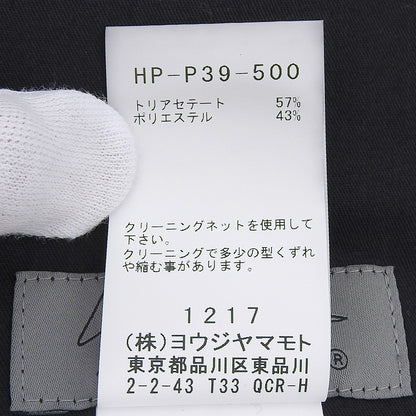 HP-P39-500
トリアセテート 57%
ポリエステル 43%
クリーニングネットを使用して
下さい。
クリーニングで多少の型くずれ
や縮む事があります。
1217
(株)ヨウジヤマモト
東京都品川区東品川
2-2-43 T33 QCR-H
®